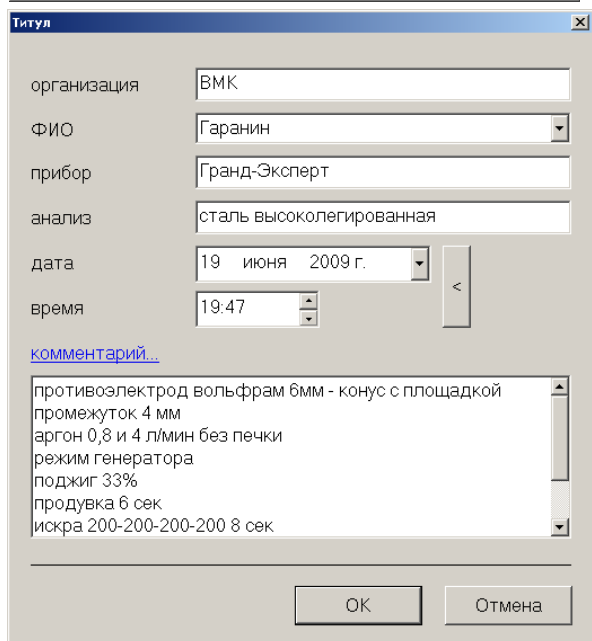 Титул
организация ВМК
ФИО Гаранин
прибор Гранд-Эксперт
анализ сталь высоколегированная
дата 19 июня 2009 г.
<
время 19:47
комментарий...
противоэлектрод вольфрам 6мм - конус с площадкой
промежуток 4 мм
аргон 0,8 и 4 л/мин без печки
режим генератора
поджиг 33%
продувка 6 сек
искра 200-200-200-200 8 сек
OK Отмена